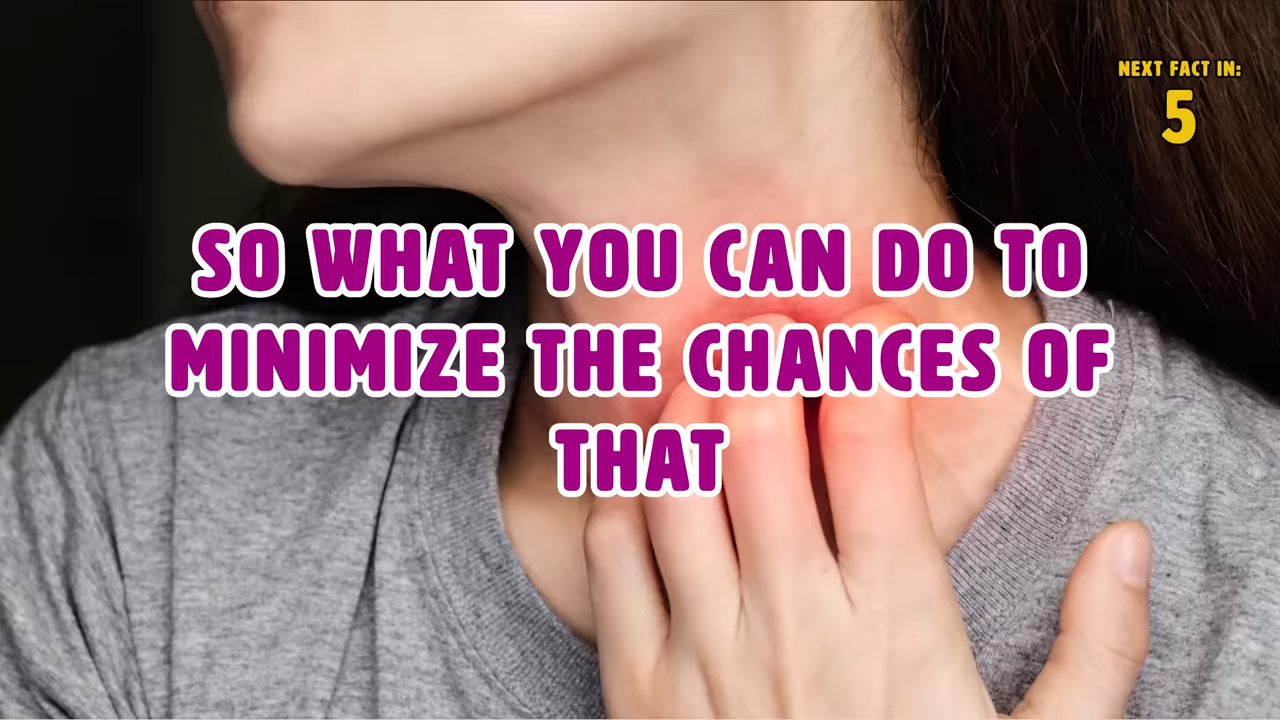 NEXT FACT IN:
5
SO WHAT YOU CAN DO TO
MINIMIZE THE CHANCES OF
THAT